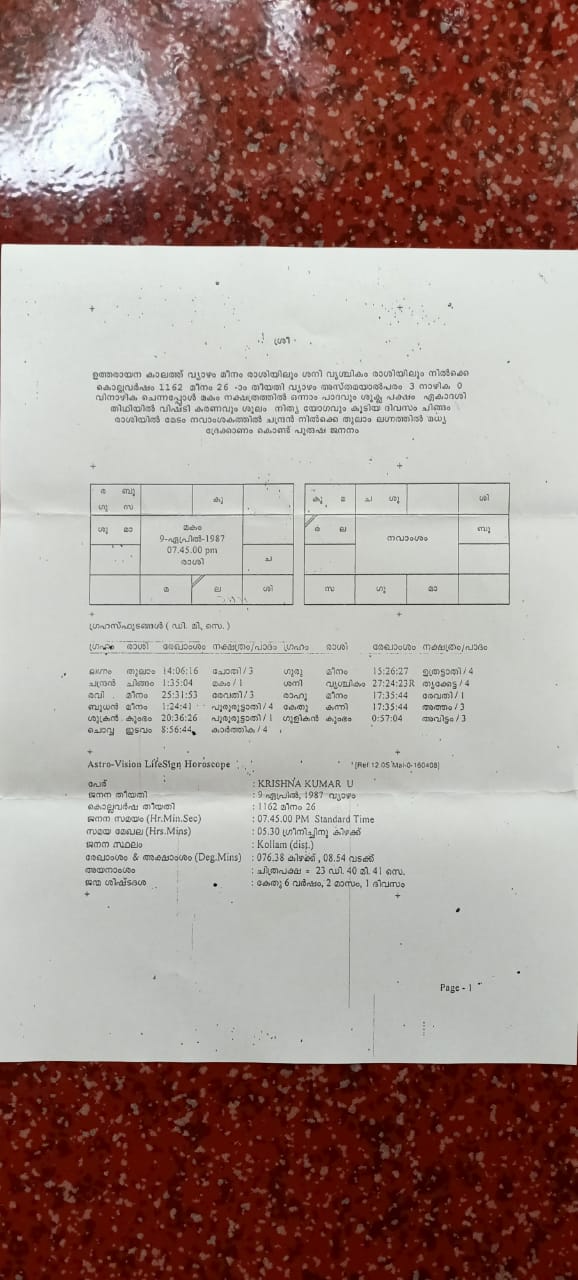 ശ്രീ
ഉത്തരായന കാലത്ത് വ്യാഴം മീനം രാശിയിലും ശനി വൃശ്ചികം രാശിയിലും നിൽക്കെ
കൊല്ലവർഷം 1162 മീനം 26 -ാം തീയതി വ്യാഴം അസ്തമയാൽപരം 3 നാഴിക 0
വിനാഴിക ചെന്നപ്പോൾ മകം നക്ഷത്രത്തിൽ ഒന്നാം പാദവും ശുക്ല പക്ഷം ഏകാദശി
തിഥിയിൽ വിഷ്ടി കരണവും ശൂലം നിത്യ യോഗവും കൂടിയ ദിവസം ചിങ്ങം
രാശിയിൽ മേടം നവാംശകത്തിൽ ചന്ദ്രൻ നിൽക്കെ തുലാം ലഗ്നത്തിൽ മധ്യ
ദ്രേക്കാണം കൊണ്ട് പുരുഷ ജനനം
ര ബു കു കു മ ച ശു ശി
ഗു സ
ശു മാ മകം ല നവാംശം ബു
9-ഏപ്രിൽ-1987
07.45.00 pm
രാശി ച
മ ല ശി സ ഗു മാ
ഗ്രഹസ്ഫുടങ്ങൾ ( ഡി. മി, സെ. )
ഗ്രഹം രാശി രേഖാംശം നക്ഷത്രം/പാദം ഗ്രഹം രാശി രേഖാംശം നക്ഷത്രം/പാദം
ലഗ്നം തുലാം 14:06:16 ചോതി / 3 ഗുരു മീനം 15:26:27 ഉത്രട്ടാതി / 4
ചന്ദ്രൻ ചിങ്ങം 1:35:04 മകം / 1 ശനി വൃശ്ചികം 27:24:23R തൃക്കേട്ട / 4
രവി മീനം 25:31:53 രേവതി / 3 രാഹു മീനം 17:35:44 രേവതി / 1
ബുധൻ മീനം 1:24:41 പൂരുരുട്ടാതി / 4 കേതു കന്നി 17:35:44 അത്തം / 3
ശുക്രൻ കുംഭം 20:36:26 പൂരുരുട്ടാതി / 1 ഗുളികൻ കുംഭം 0:57:04 അവിട്ടം / 3
ചൊവ്വ ഇടവം 8:56:44 കാർത്തിക / 4
Astro-Vision LifeSign Horoscope [Ref 12.05 Mal-0-160408]
പേര് : KRISHNA KUMAR U
ജനന തീയതി : 9 ഏപ്രിൽ, 1987 വ്യാഴം
കൊല്ലവർഷ തീയതി : 1162 മീനം 26
ജനന സമയം (Hr.Min.Sec) : 07.45.00 PM Standard Time
സമയ മേഖല (Hrs.Mins) : 05.30 ഗ്രീനിച്ചിനു കിഴക്ക്
ജനന സ്ഥലം : Kollam (dist.)
രേഖാംശം & അക്ഷാംശം (Deg.Mins) : 076.38 കിഴക്ക് , 08.54 വടക്ക്
അയനാംശം : ചിത്രപക്ഷ = 23 ഡി. 40 മി. 41 സെ.
ജന്മ ശിഷ്ടദശ : കേതു 6 വർഷം, 2 മാസം, 1 ദിവസം
Page - 1